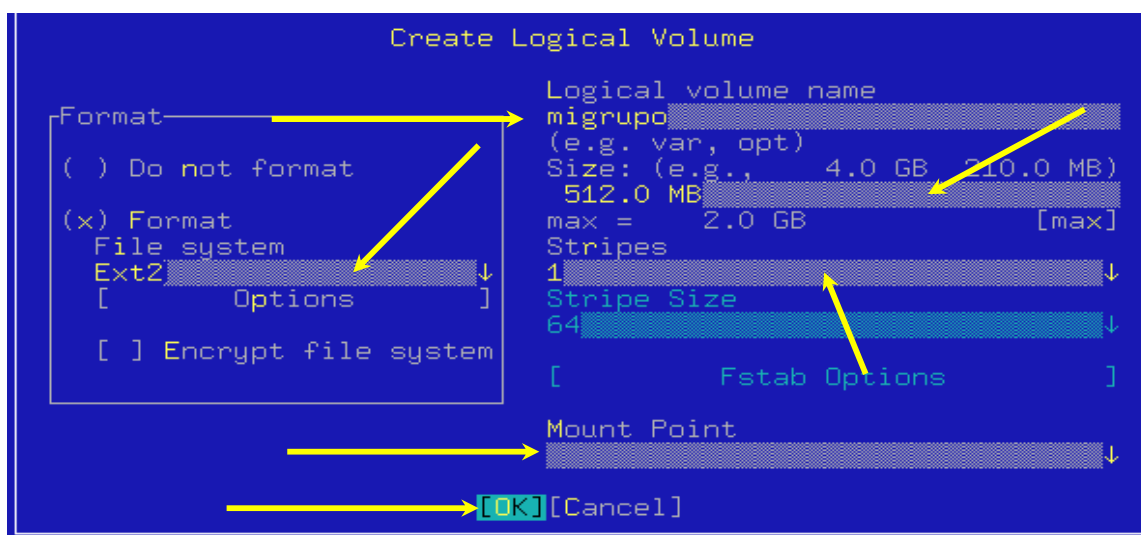 Create Logical Volume
Format
( ) Do not format
(x) Format
File system
Ext2 ↓
[ Options ]
[ ] Encrypt file system
Logical volume name
migrupo
(e.g. var, opt)
Size: (e.g., 4.0 GB 210.0 MB)
512.0 MB
max = 2.0 GB [max]
Stripes
1 ↓
Stripe Size
64 ↓
[ Fstab Options ]
Mount Point
↓
[OK][Cancel]